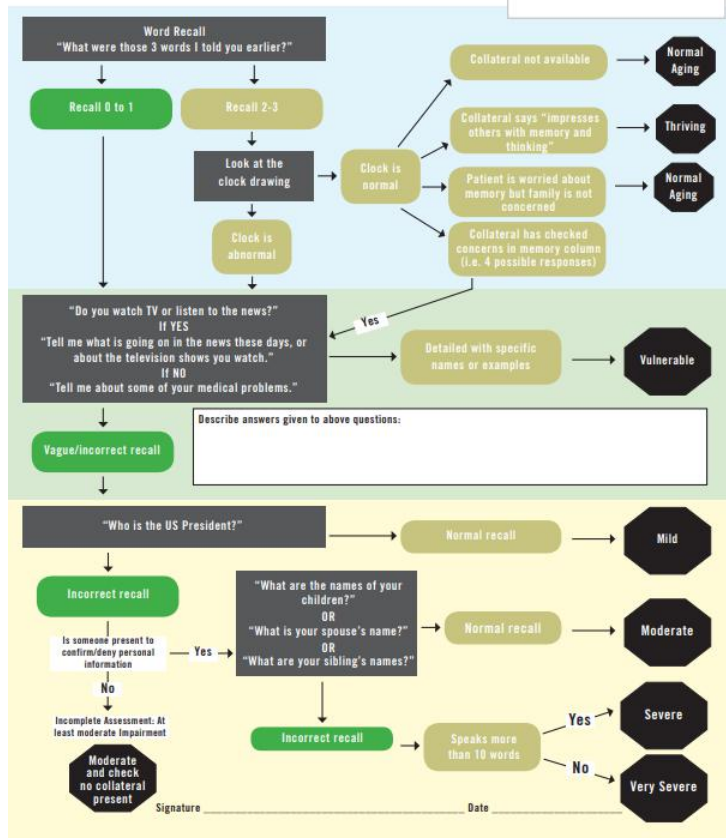 Word Recall
“What were those 3 words I told you earlier?”
Recall 0 to 1
Recall 2-3
Look at the
clock drawing
Clock is
normal
Clock is
abnormal
Collateral not available
Normal
Aging
Collateral says “impresses
others with memory and
thinking”
Thriving
Patient is worried about
memory but family is not
concerned
Normal
Aging
Collateral has checked
concerns in memory column
(i.e. 4 possible responses)
Yes
“Do you watch TV or listen to the news?”
If YES
“Tell me what is going on in the news these days, or
about the television shows you watch.”
If NO
“Tell me about some of your medical problems.”
Detailed with specific
names or examples
Vulnerable
Vague/incorrect recall
Describe answers given to above questions:
“Who is the US President?”
Normal recall
Mild
Incorrect recall
Is someone present to
confirm/deny personal
information
Yes
No
“What are the names of your
children?”
OR
“What is your spouse’s name?”
OR
“What are your sibling’s names?”
Normal recall
Moderate
Incomplete Assessment: At
least moderate Impairment
Moderate
and check
no collateral
present
Incorrect recall
Speaks more
than 10 words
Yes
Severe
No
Very Severe
Signature
Date